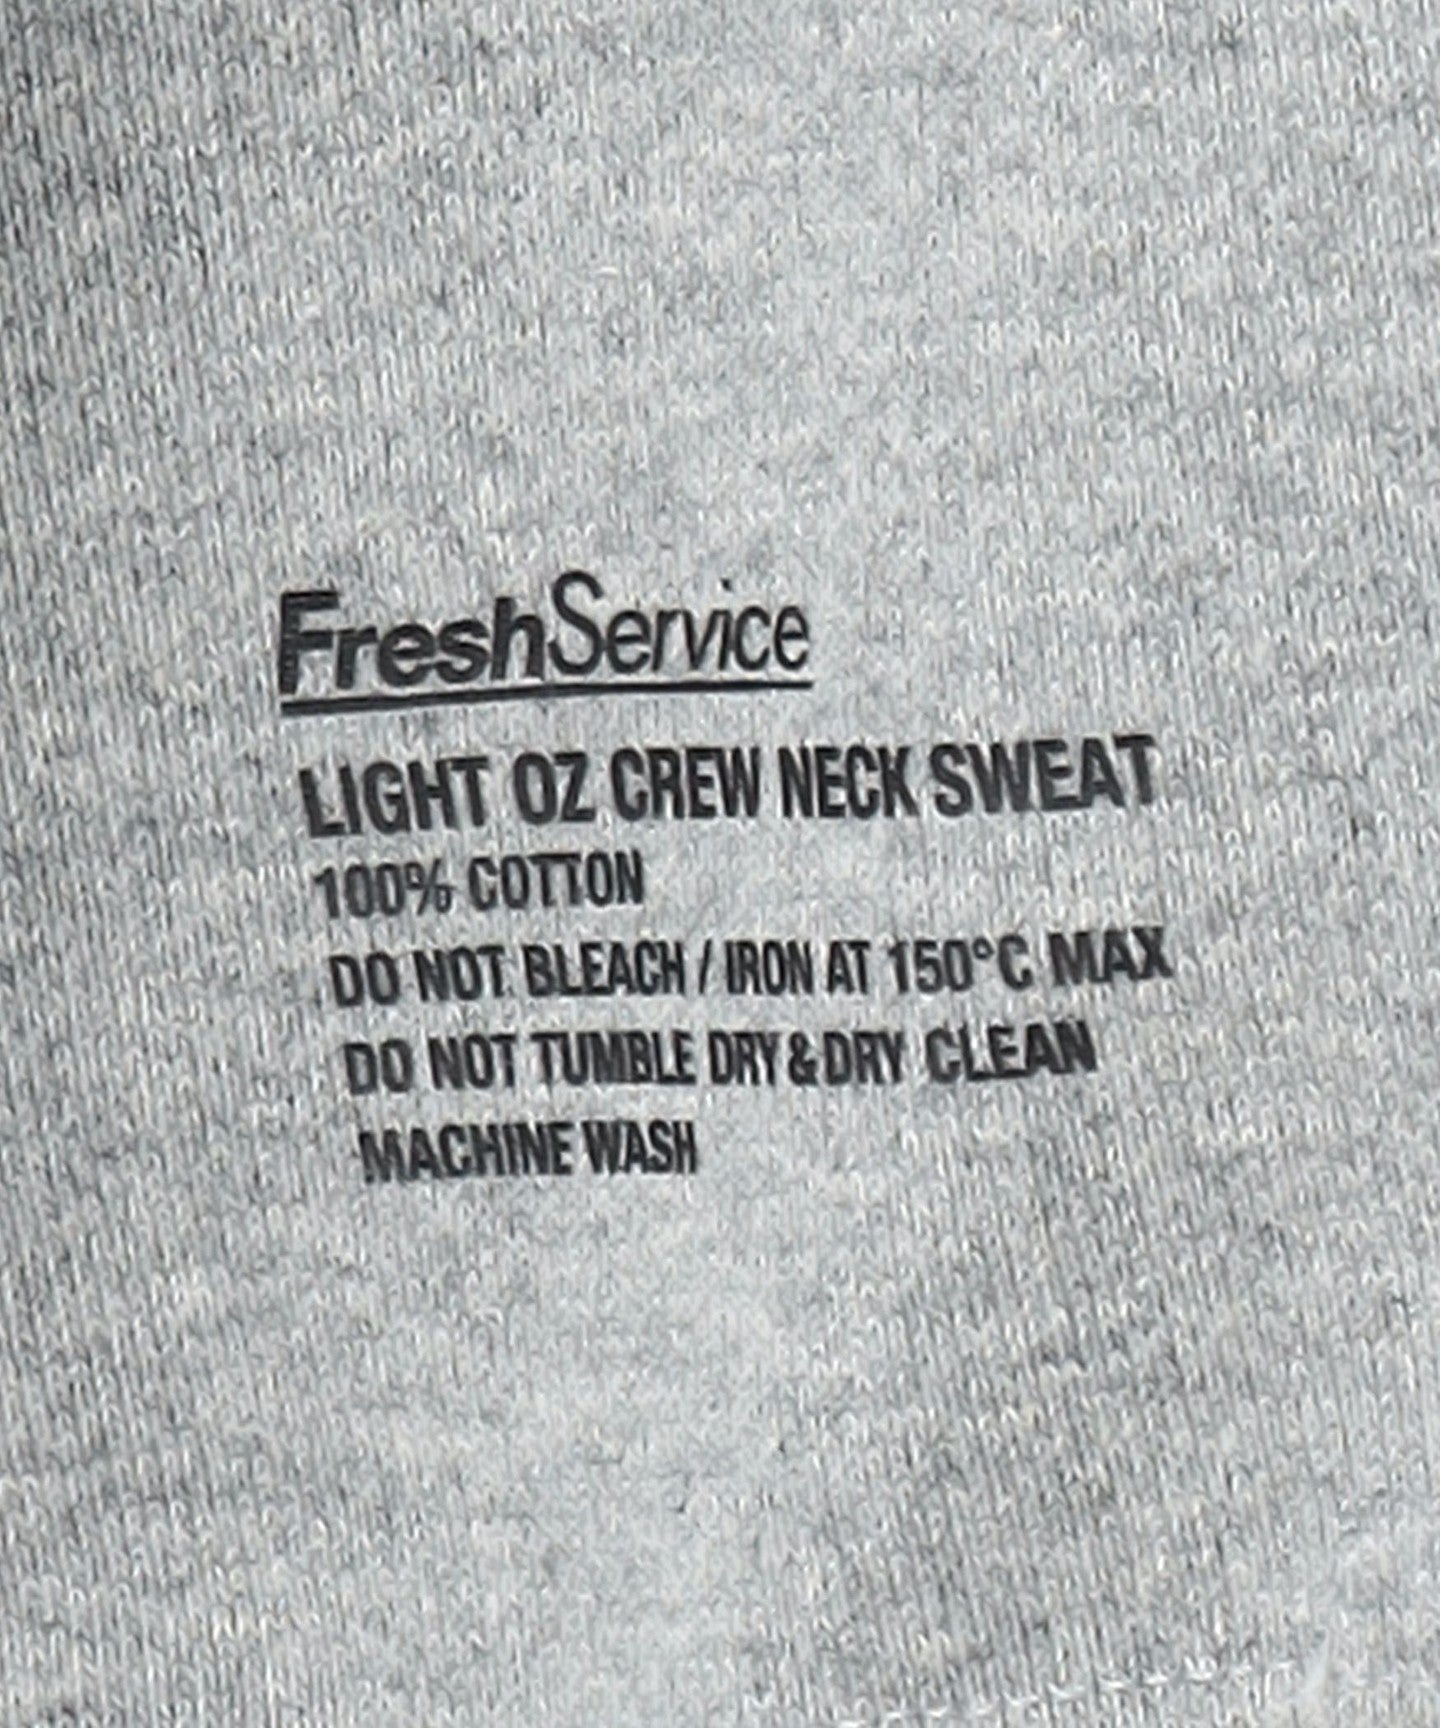 FreshService
LIGHT OZ CREW NECK SWEAT
100% COTTON
DO NOT BLEACH / IRON AT 150°C MAX
DO NOT TUMBLE DRY & DRY CLEAN
MACHINE WASH